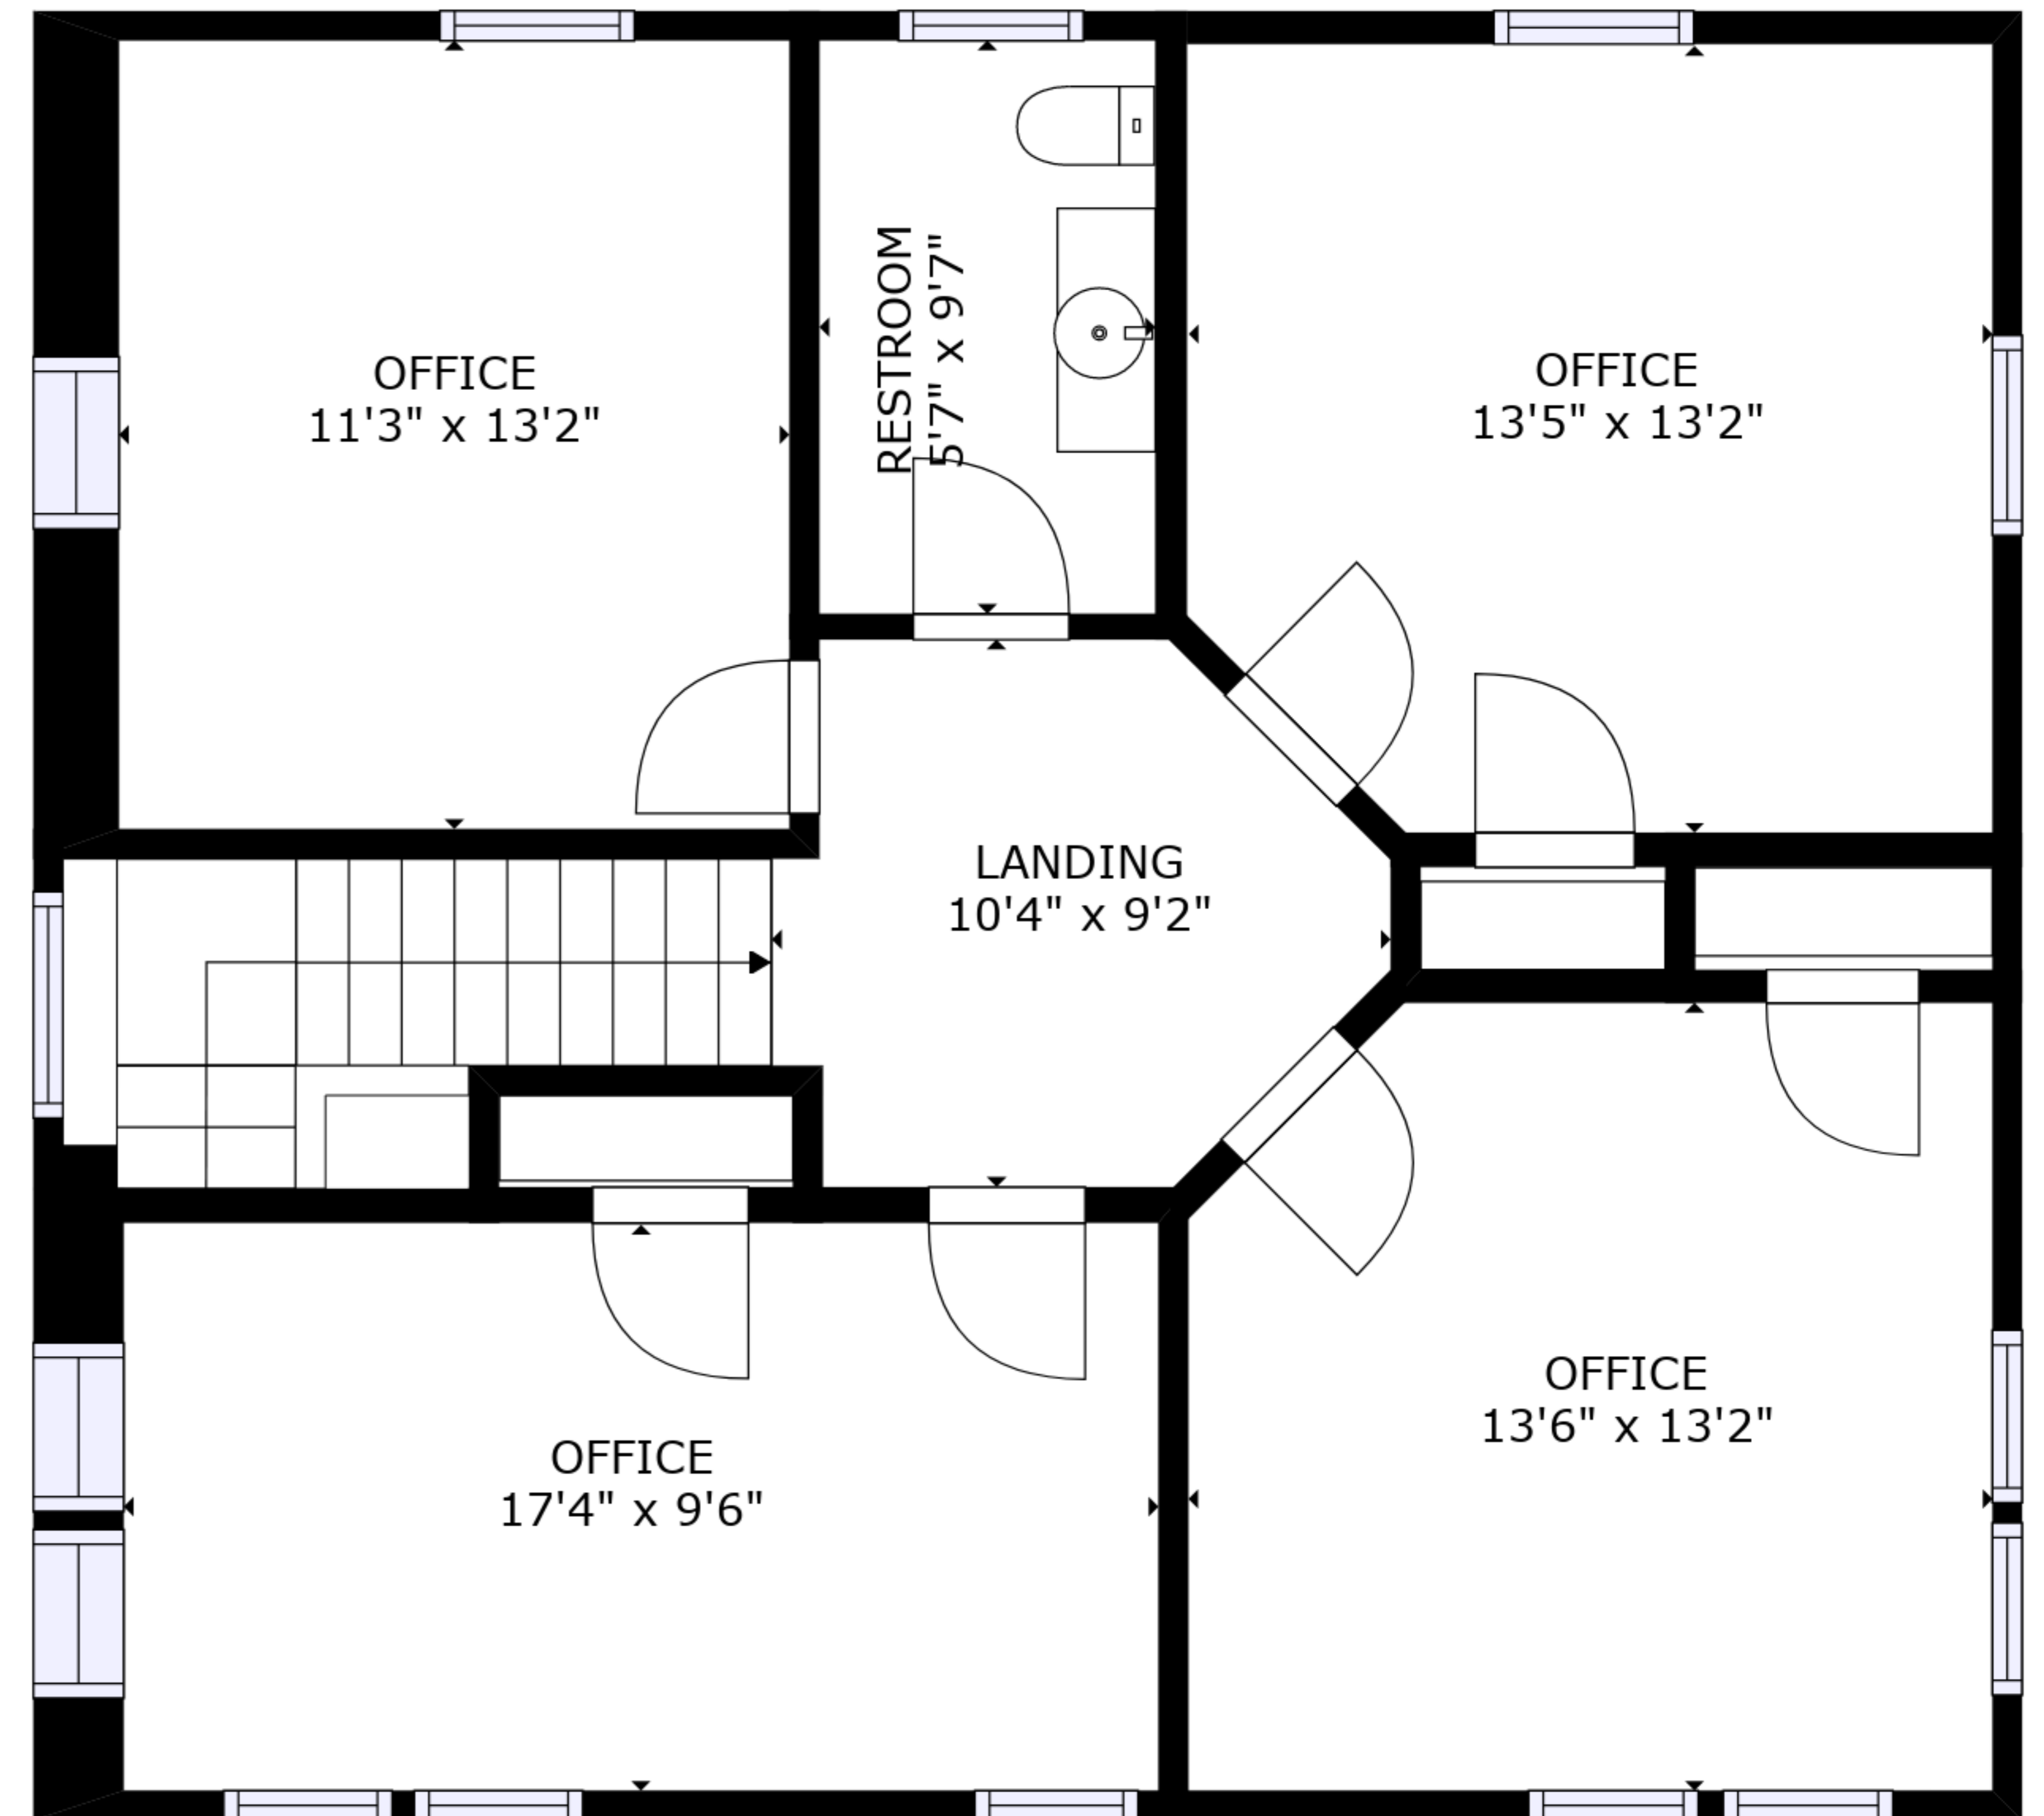 OFFICE
11'3" x 13'2"
RESTROOM
5'7" x 9'7"
OFFICE
13'5" x 13'2"
LANDING
10'4" x 9'2"
OFFICE
17'4" x 9'6"
OFFICE
13'6" x 13'2"